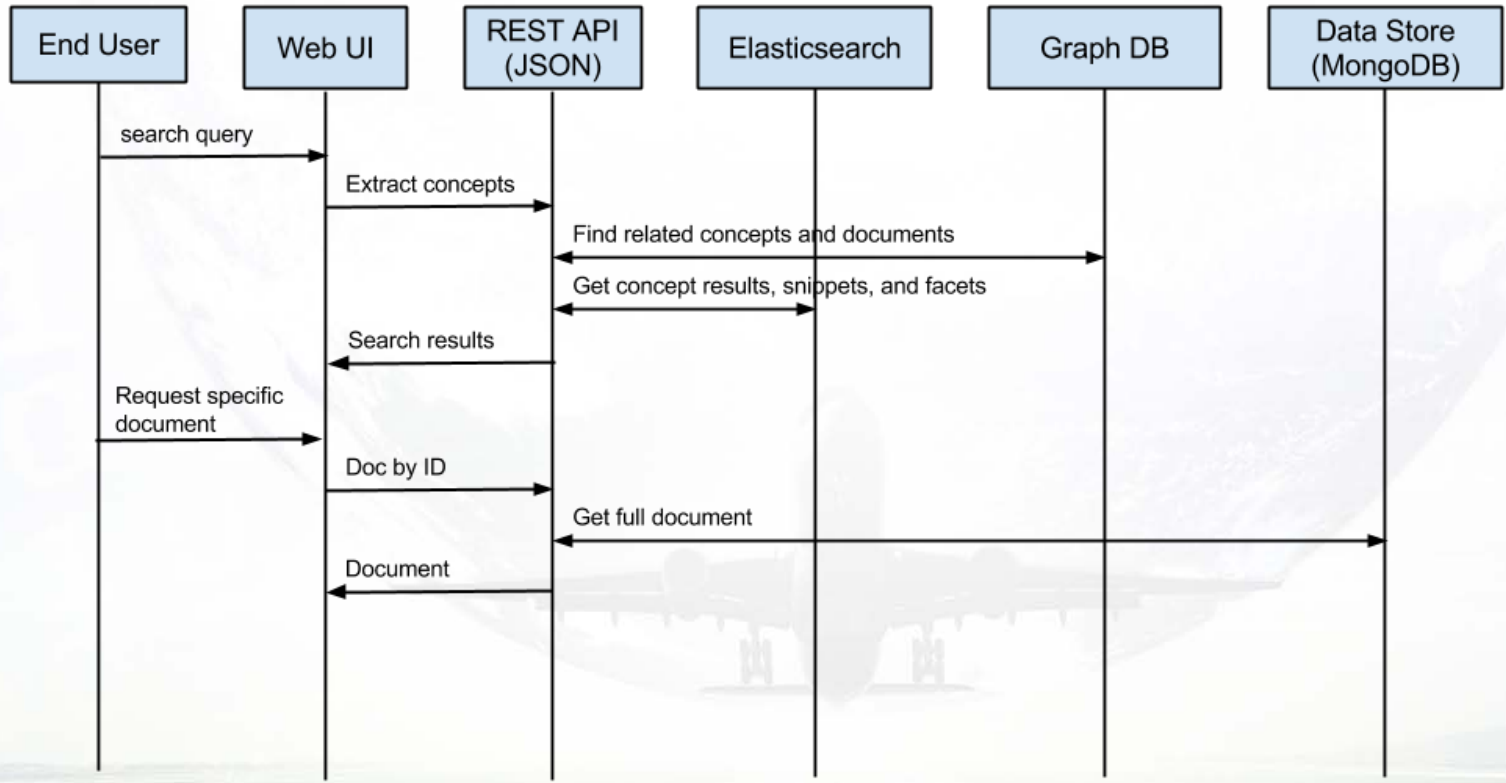 End User
Web UI
REST API
(JSON)
Elasticsearch
Graph DB
Data Store
(MongoDB)
search query
Extract concepts
Find related concepts and documents
Get concept results, snippets, and facets
Search results
Request specific
document
Doc by ID
Get full document
Document